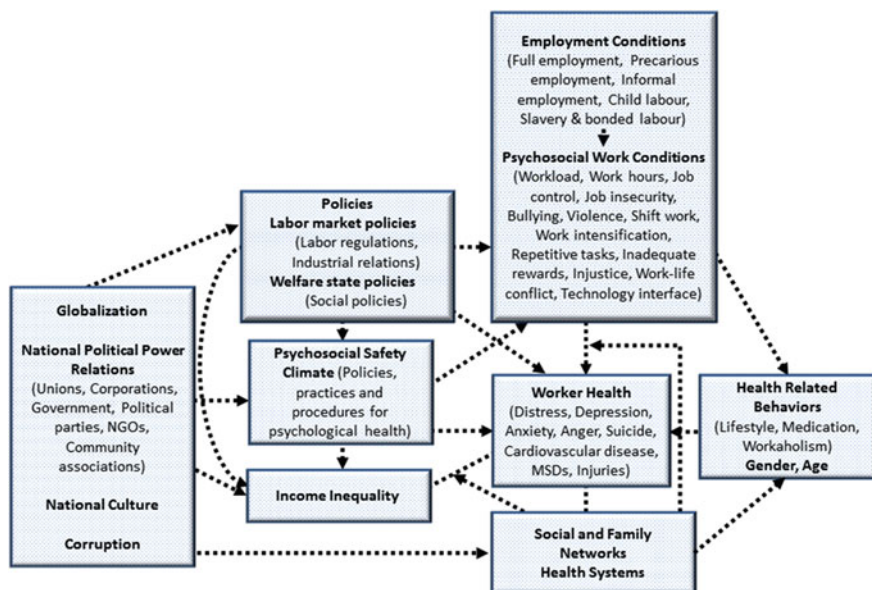 Employment Conditions
(Full employment, Precarious
employment, Informal
employment, Child labour,
Slavery & bonded labour)
Psychosocial Work Conditions
(Workload, Work hours, Job
control, Job insecurity,
Bullying, Violence, Shift work,
Work intensification,
Repetitive tasks, Inadequate
rewards, Injustice, Work-life
conflict, Technology interface)
Policies
Labor market policies
(Labor regulations,
Industrial relations)
Welfare state policies
(Social policies)
Globalization
National Political Power
Relations
(Unions, Corporations,
Government, Political
parties, NGOs,
Community
associations)
National Culture
Corruption
Psychosocial Safety
Climate (Policies,
practices and
procedures for
psychological health)
Worker Health
(Distress, Depression,
Anxiety, Anger, Suicide,
Cardiovascular disease,
MSDs, Injuries)
Health Related
Behaviors
(Lifestyle, Medication,
Workaholism)
Gender, Age
Income Inequality
Social and Family
Networks
Health Systems